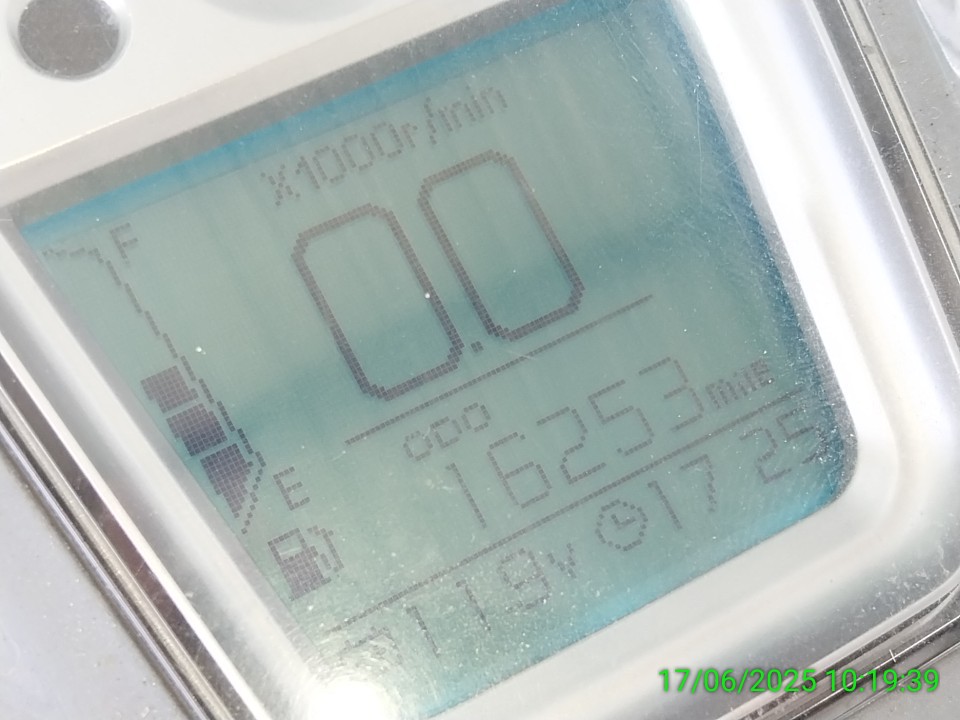 X1000r/min
F
0.0
ODO 16253 mile
E
17 25
11.9v
17/06/2025 10:19:39